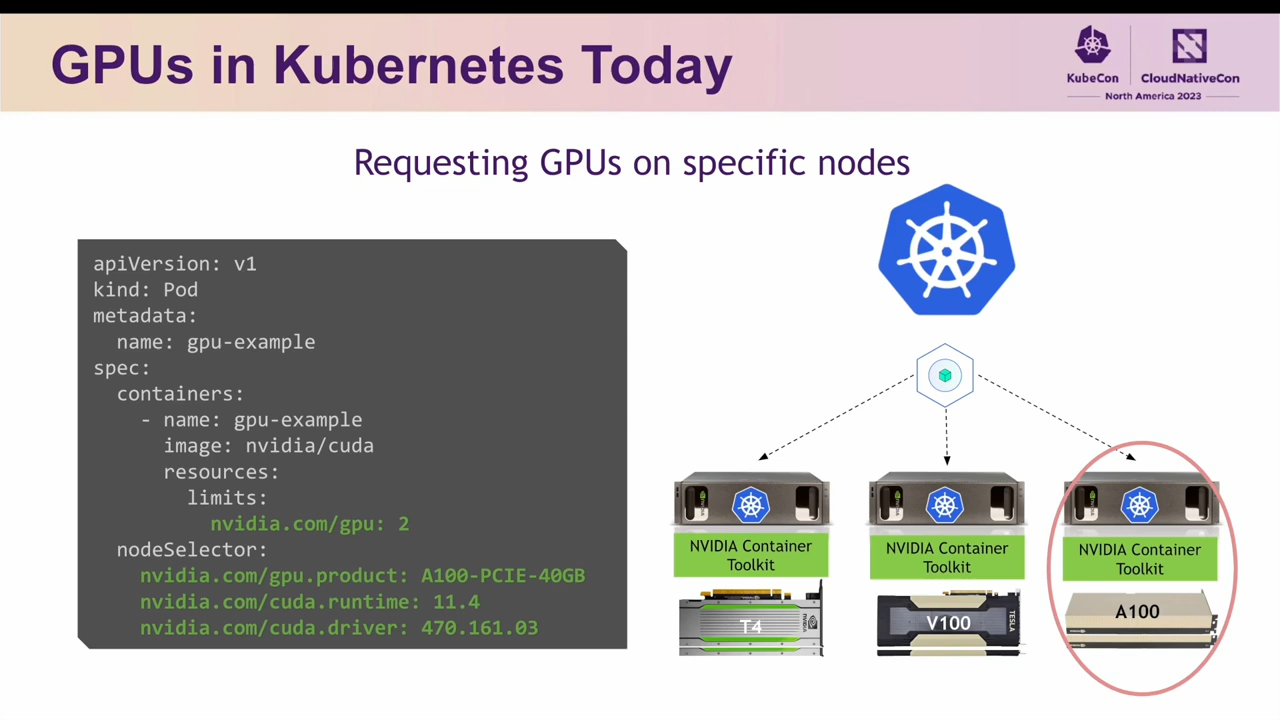 GPUs in Kubernetes Today
KubeCon
CloudNativeCon
North America 2023
Requesting GPUs on specific nodes
apiVersion: v1
kind: Pod
metadata:
  name: gpu-example
spec:
  containers:
    - name: gpu-example
      image: nvidia/cuda
      resources:
        limits:
          nvidia.com/gpu: 2
  nodeSelector:
    nvidia.com/gpu.product: A100-PCIE-40GB
    nvidia.com/cuda.runtime: 11.4
    nvidia.com/cuda.driver: 470.161.03
NVIDIA Container
Toolkit
T4
NVIDIA Container
Toolkit
V100
TESLA
NVIDIA Container
Toolkit
A100